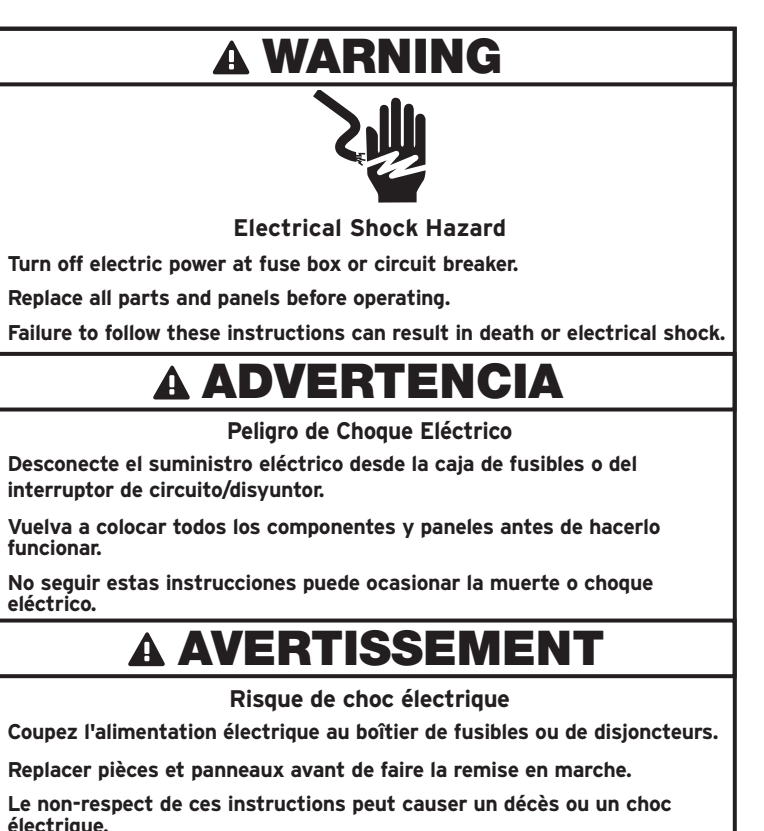 WARNING
Electrical Shock Hazard
Turn off electric power at fuse box or circuit breaker.
Replace all parts and panels before operating.
Failure to follow these instructions can result in death or electrical shock.
ADVERTENCIA
Peligro de Choque Eléctrico
Desconecte el suministro eléctrico desde la caja de fusibles o del
interruptor de circuito/disyuntor.
Vuelva a colocar todos los componentes y paneles antes de hacerlo
funcionar.
No seguir estas instrucciones puede ocasionar la muerte o choque
eléctrico.
AVERTISSEMENT
Risque de choc électrique
Coupez l'alimentation électrique au boîtier de fusibles ou de disjoncteurs.
Replacer pièces et panneaux avant de faire la remise en marche.
Le non-respect de ces instructions peut causer un décès ou un choc
électrique.